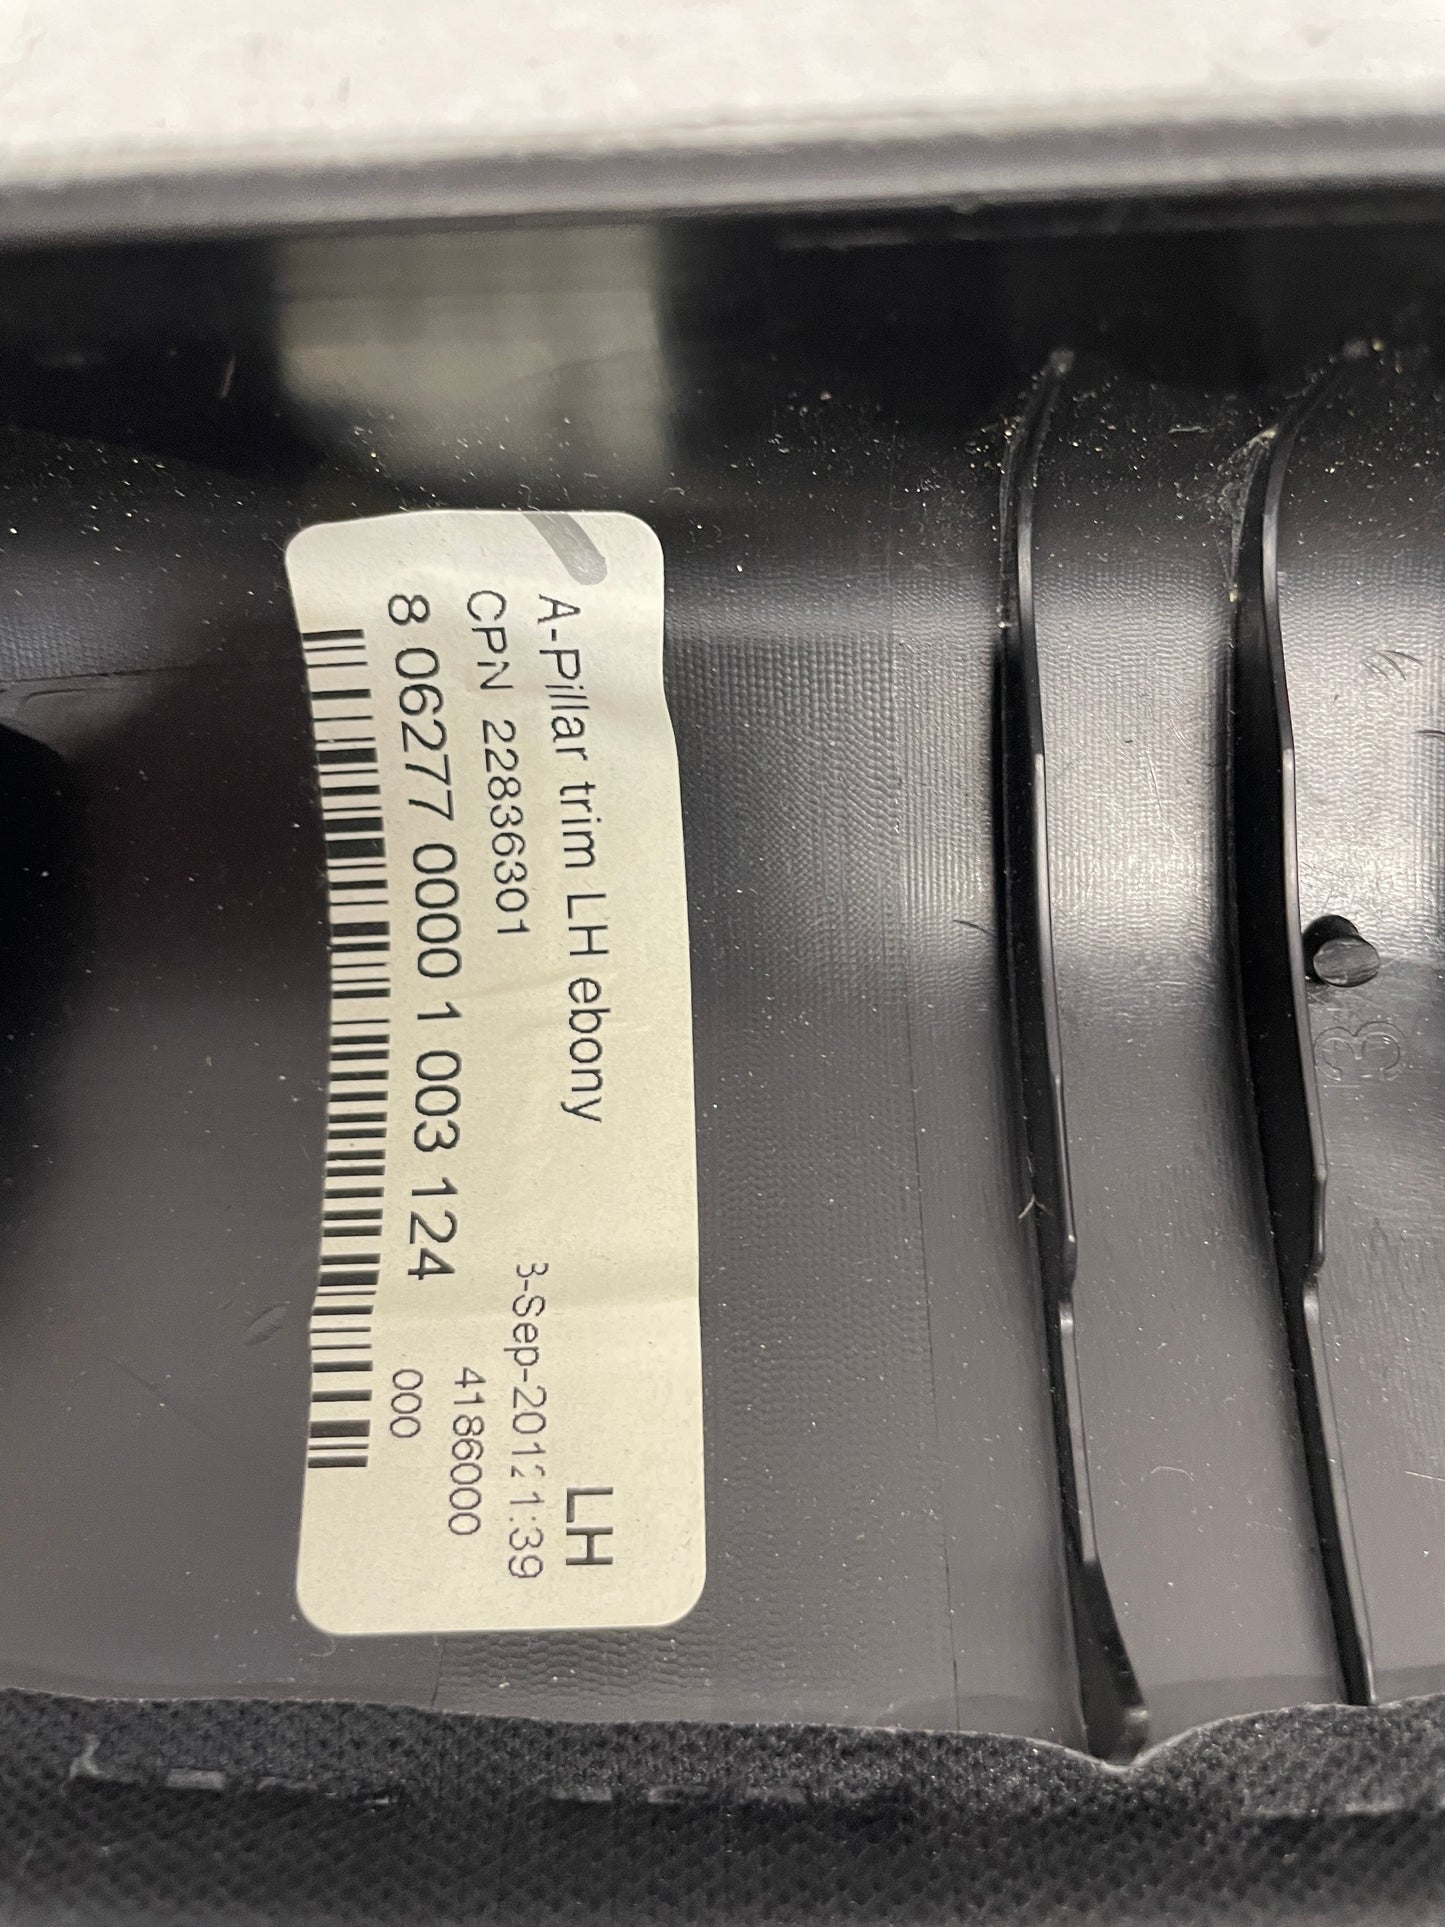 A-Pillar trim LH ebony LH
CPN 22836301 3-Sep-2012 1:39
8 06277 0000 1 003 124 4186000
000
3